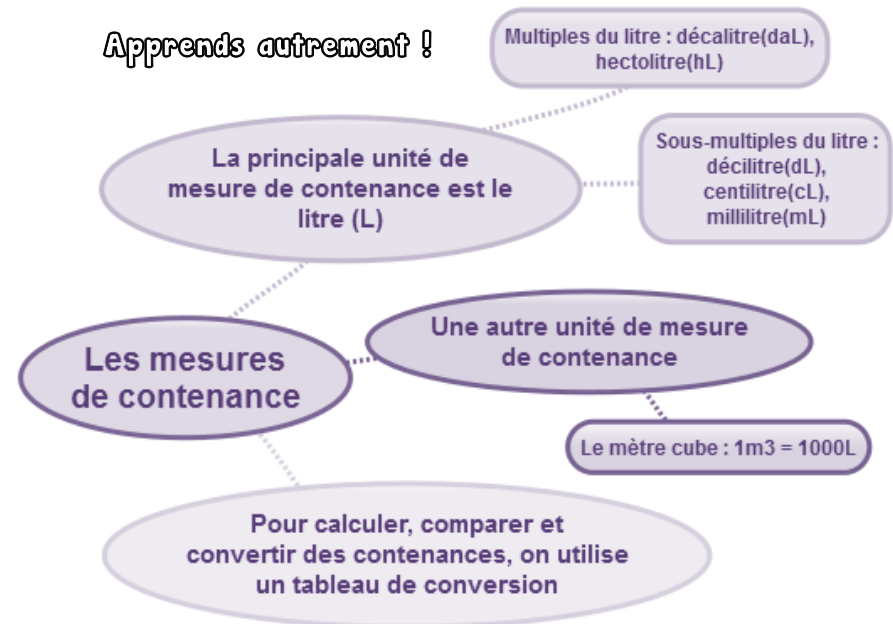 Apprends autrement !
Multiples du litre : décalitre(daL),
hectolitre(hL)
La principale unité de
mesure de contenance est le
litre (L)
Sous-multiples du litre :
décilitre(dL),
centilitre(cL),
millilitre(mL)
Les mesures
de contenance
Une autre unité de mesure
de contenance
Le mètre cube : 1m3 = 1000L
Pour calculer, comparer et
convertir des contenances, on utilise
un tableau de conversion